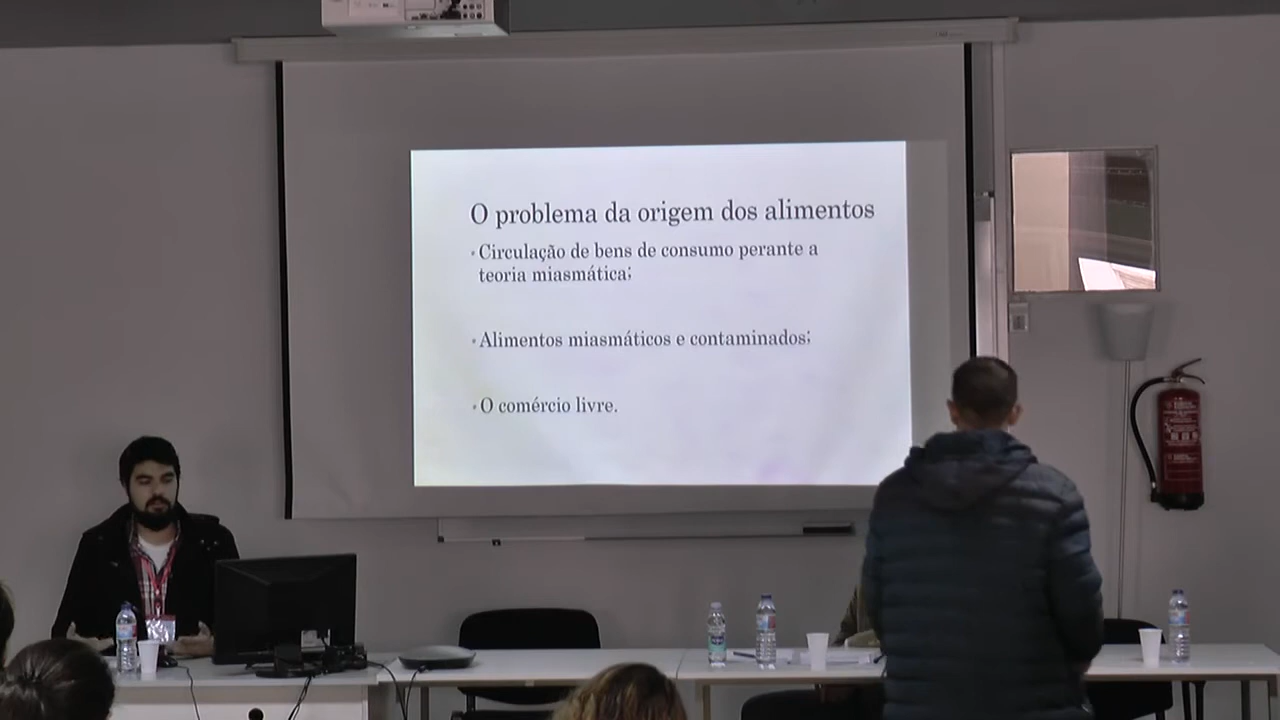 O problema da origem dos alimentos
• Circulação de bens de consumo perante a
teoria miasmática;
• Alimentos miasmáticos e contaminados;
• O comércio livre.